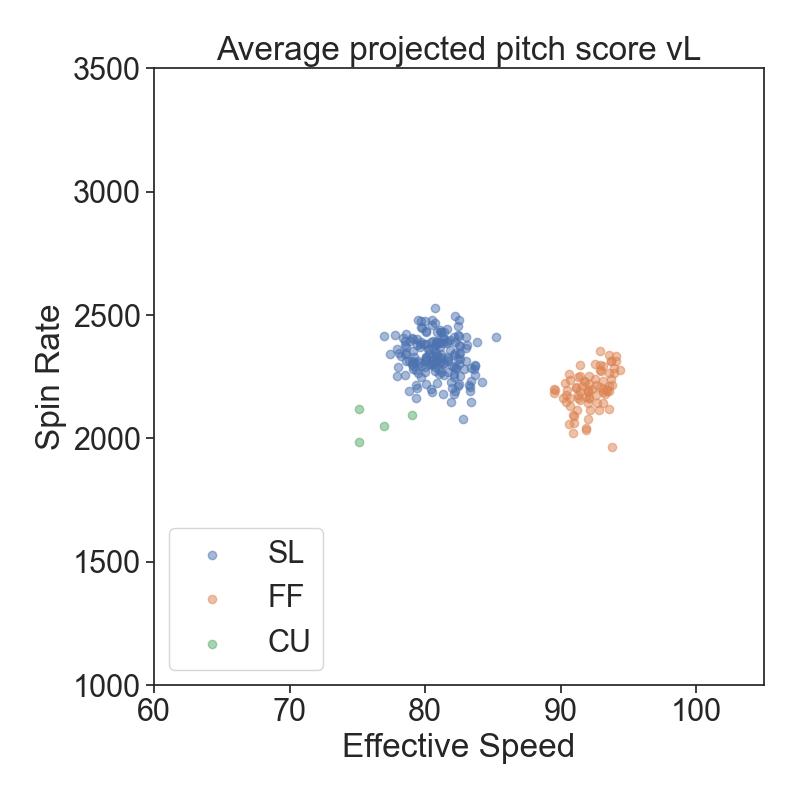 Average projected pitch score vL
3500
3000
2500
2000
1500
1000
Spin Rate
SL
FF
CU
60 70 80 90 100
Effective Speed